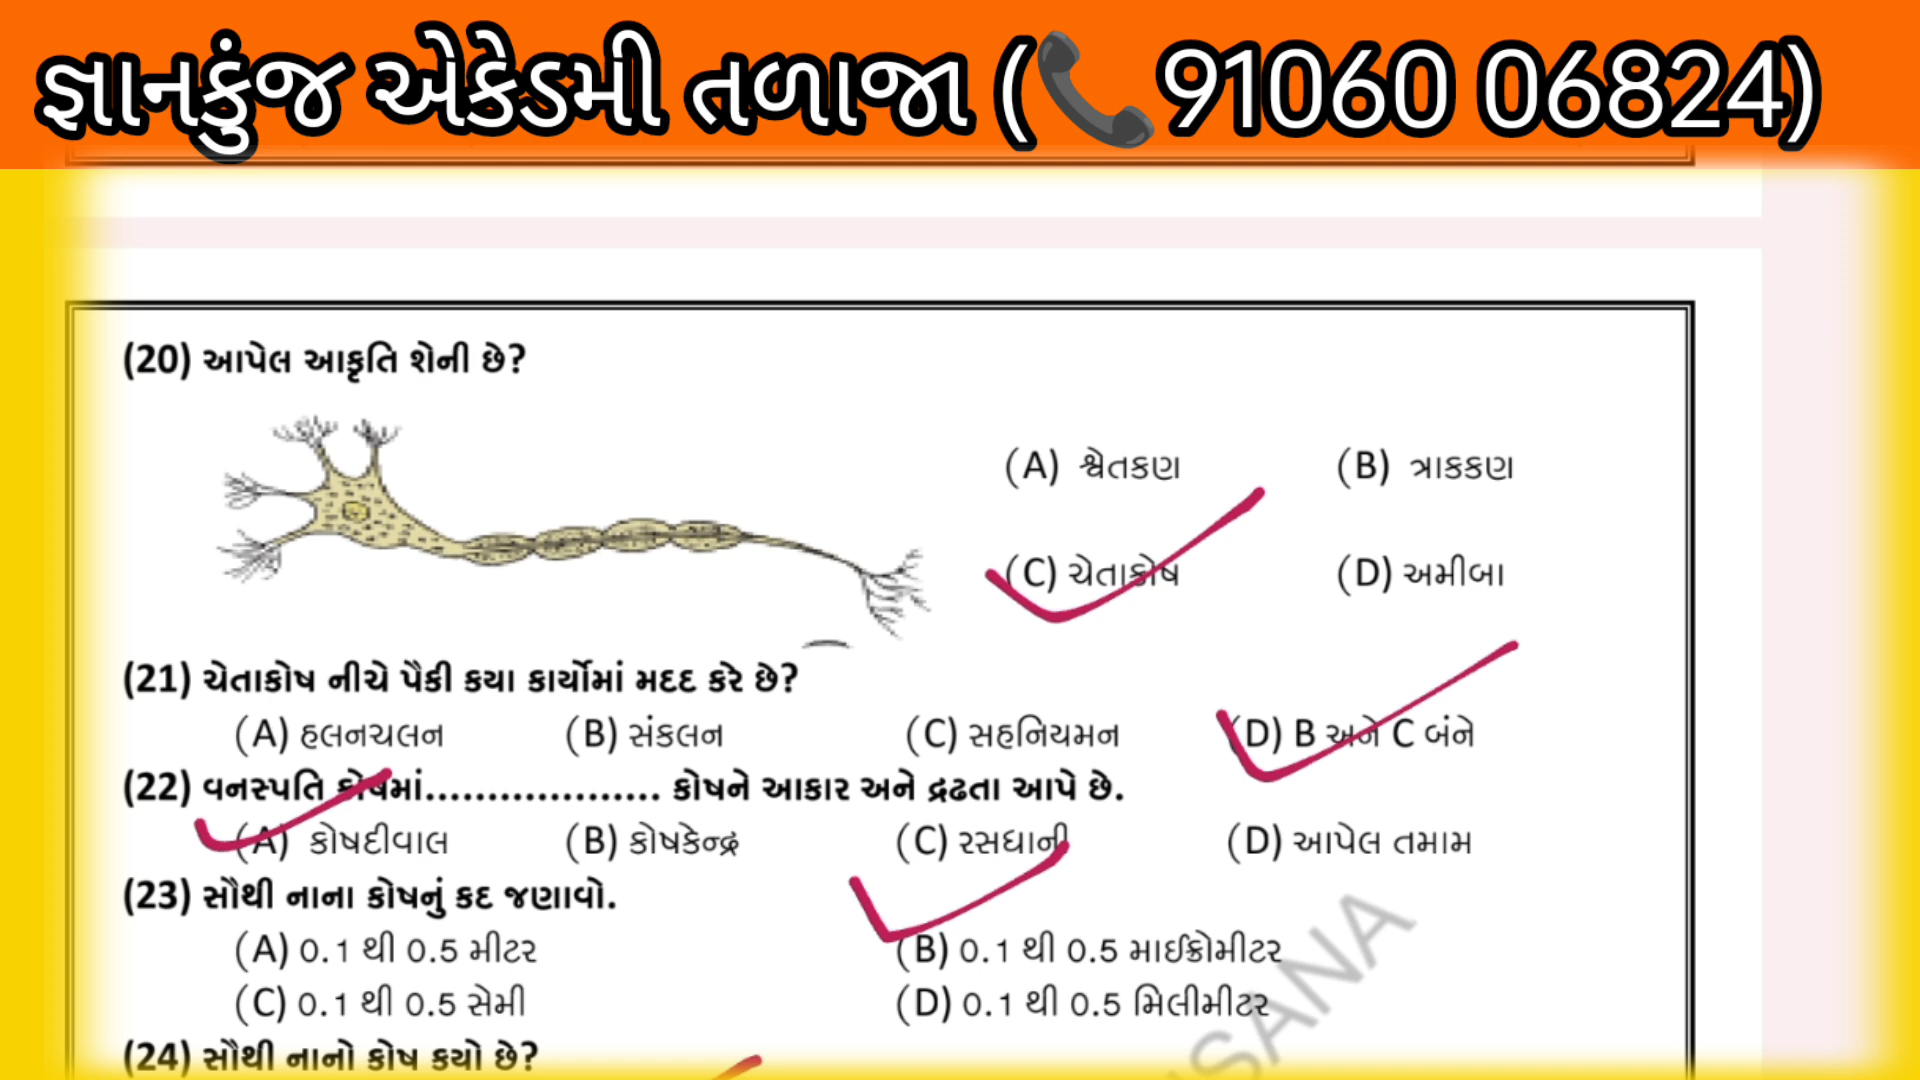 જ્ઞાનકુંજ એકેડમી તળાજા (📞91060 06824)
(20) આપેલ આકૃતિ શેની છે?
(A) શ્વેતકણ (B) ત્રાકકણ
(C) ચેતાકોષ (D) અમીબા
(21) ચેતાકોષ નીચે પૈકી કયા કાર્યોમાં મદદ કરે છે?
(A) હલનચલન (B) સંકલન (C) સહનિયમન (D) B અને C બંને
(22) વનસ્પતિ કોષમાં................... કોષને આકાર અને દ્રઢતા આપે છે.
(A) કોષદીવાલ (B) કોષકેન્દ્ર (C) રસધાની (D) આપેલ તમામ
(23) સૌથી નાના કોષનું કદ જણાવો.
(A) 0.1 થી 0.5 મીટર (B) 0.1 થી 0.5 માઈક્રોમીટર
(C) 0.1 થી 0.5 સેમી (D) 0.1 થી 0.5 મિલીમીટર
(24) સૌથી નાનો કોષ કયો છે?
SANA